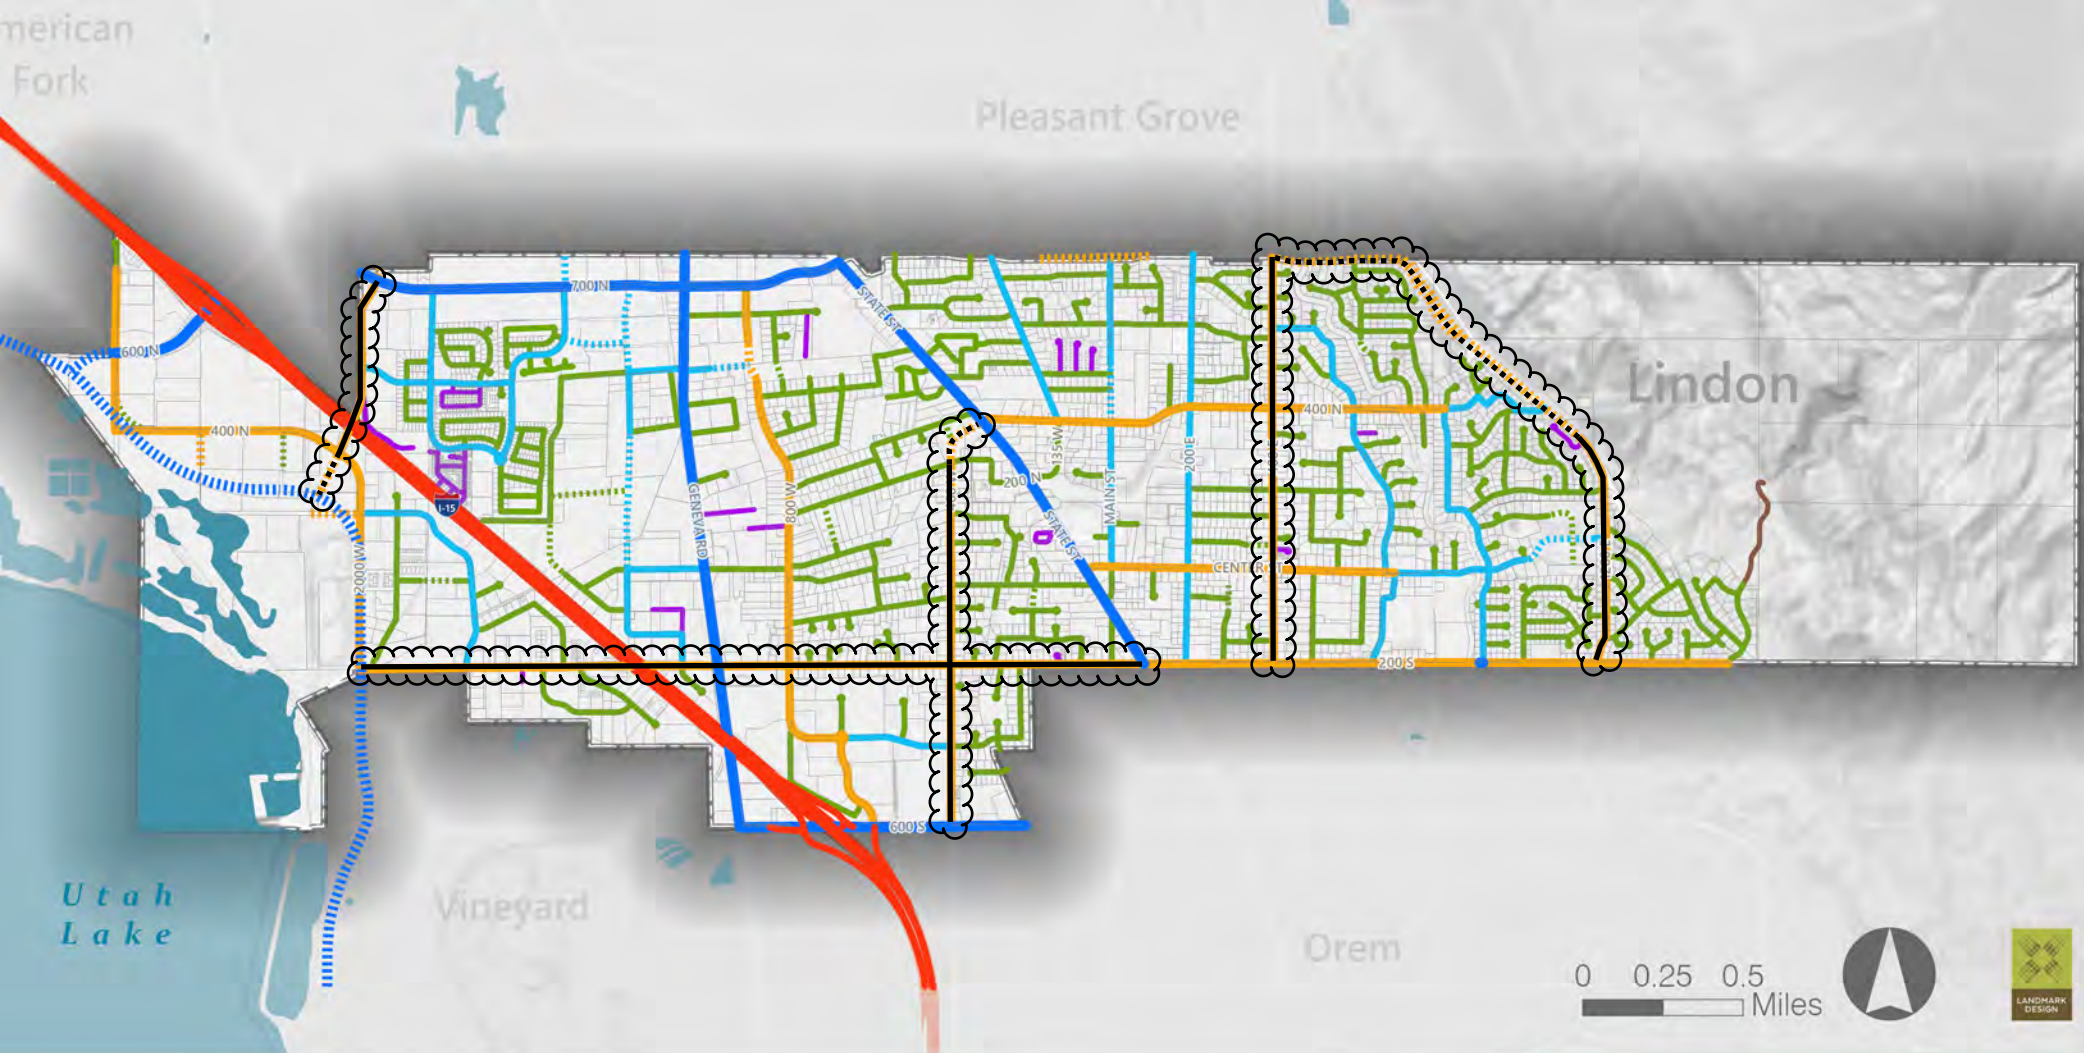 merican
Fork
Pleasant Grove
700 N
STATE ST
600 N
Lindon
400 N
400 N
200 E
135 W
200 N
MAIN ST
I-15
GENEVA RD
800 W
STATE ST
2000 W
CENTER ST
200 S
600 S
Utah
Lake
Vineyard
Orem
0 0.25 0.5
Miles
LANDMARK
DESIGN